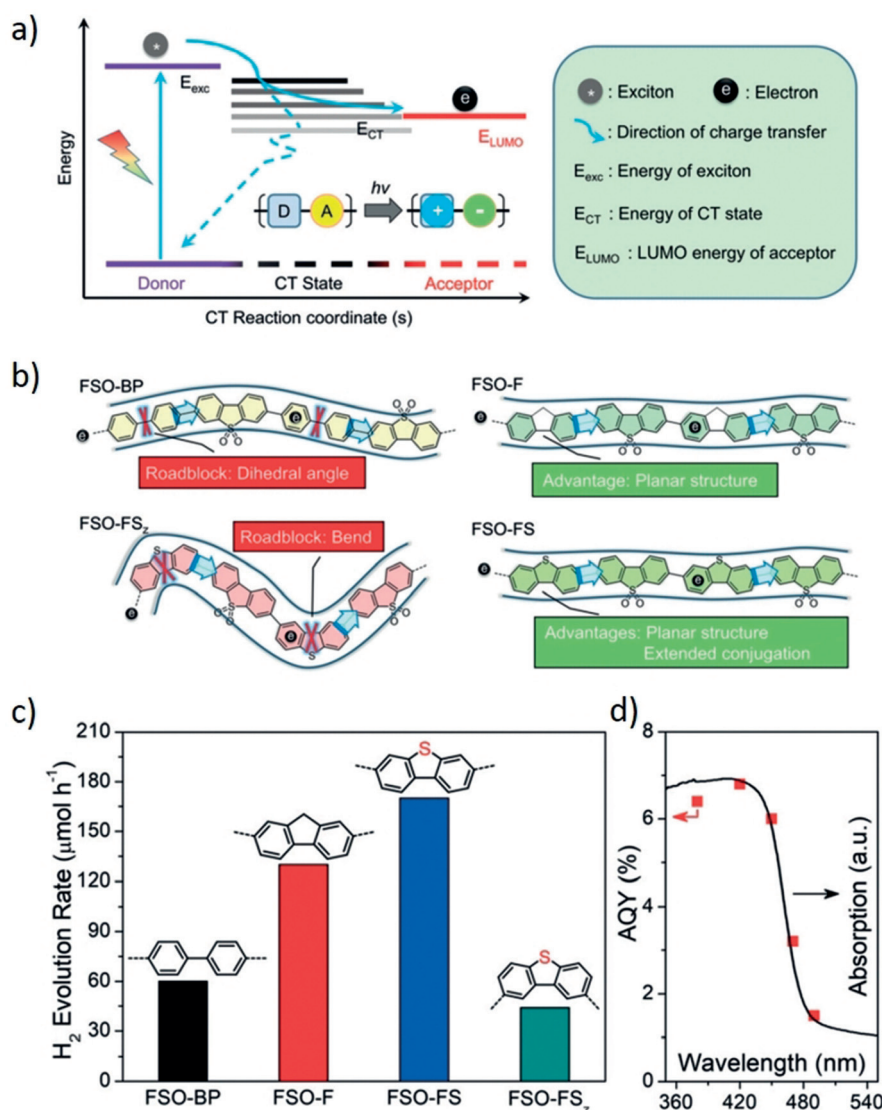 a)
Energy
*
E_exc
E_CT
e
E_LUMO
D A hν + -
Donor CT State Acceptor
CT Reaction coordinate (s)
* : Exciton e : Electron
: Direction of charge transfer
E_exc: Energy of exciton
E_CT : Energy of CT state
E_LUMO : LUMO energy of acceptor
b)
FSO-BP
e
S
O O
e
O O
S
Roadblock: Dihedral angle
FSO-F
e
S
O O
e
S
O O
Advantage: Planar structure
FSO-FS_z
Roadblock: Bend
S
e
S
O O
e
S
S
O O
FSO-FS
S
e
S
O O
S
e
S
O O
Advantages: Planar structure
Extended conjugation
c)
H₂ Evolution Rate (μmol h⁻¹)
210
180
150
120
90
60
30
0
S
S
FSO-BP FSO-F FSO-FS FSO-FS_z
d)
AQY (%)
8
6
4
2
0
Absorption (a.u.)
Wavelength (nm)
360 420 480 540